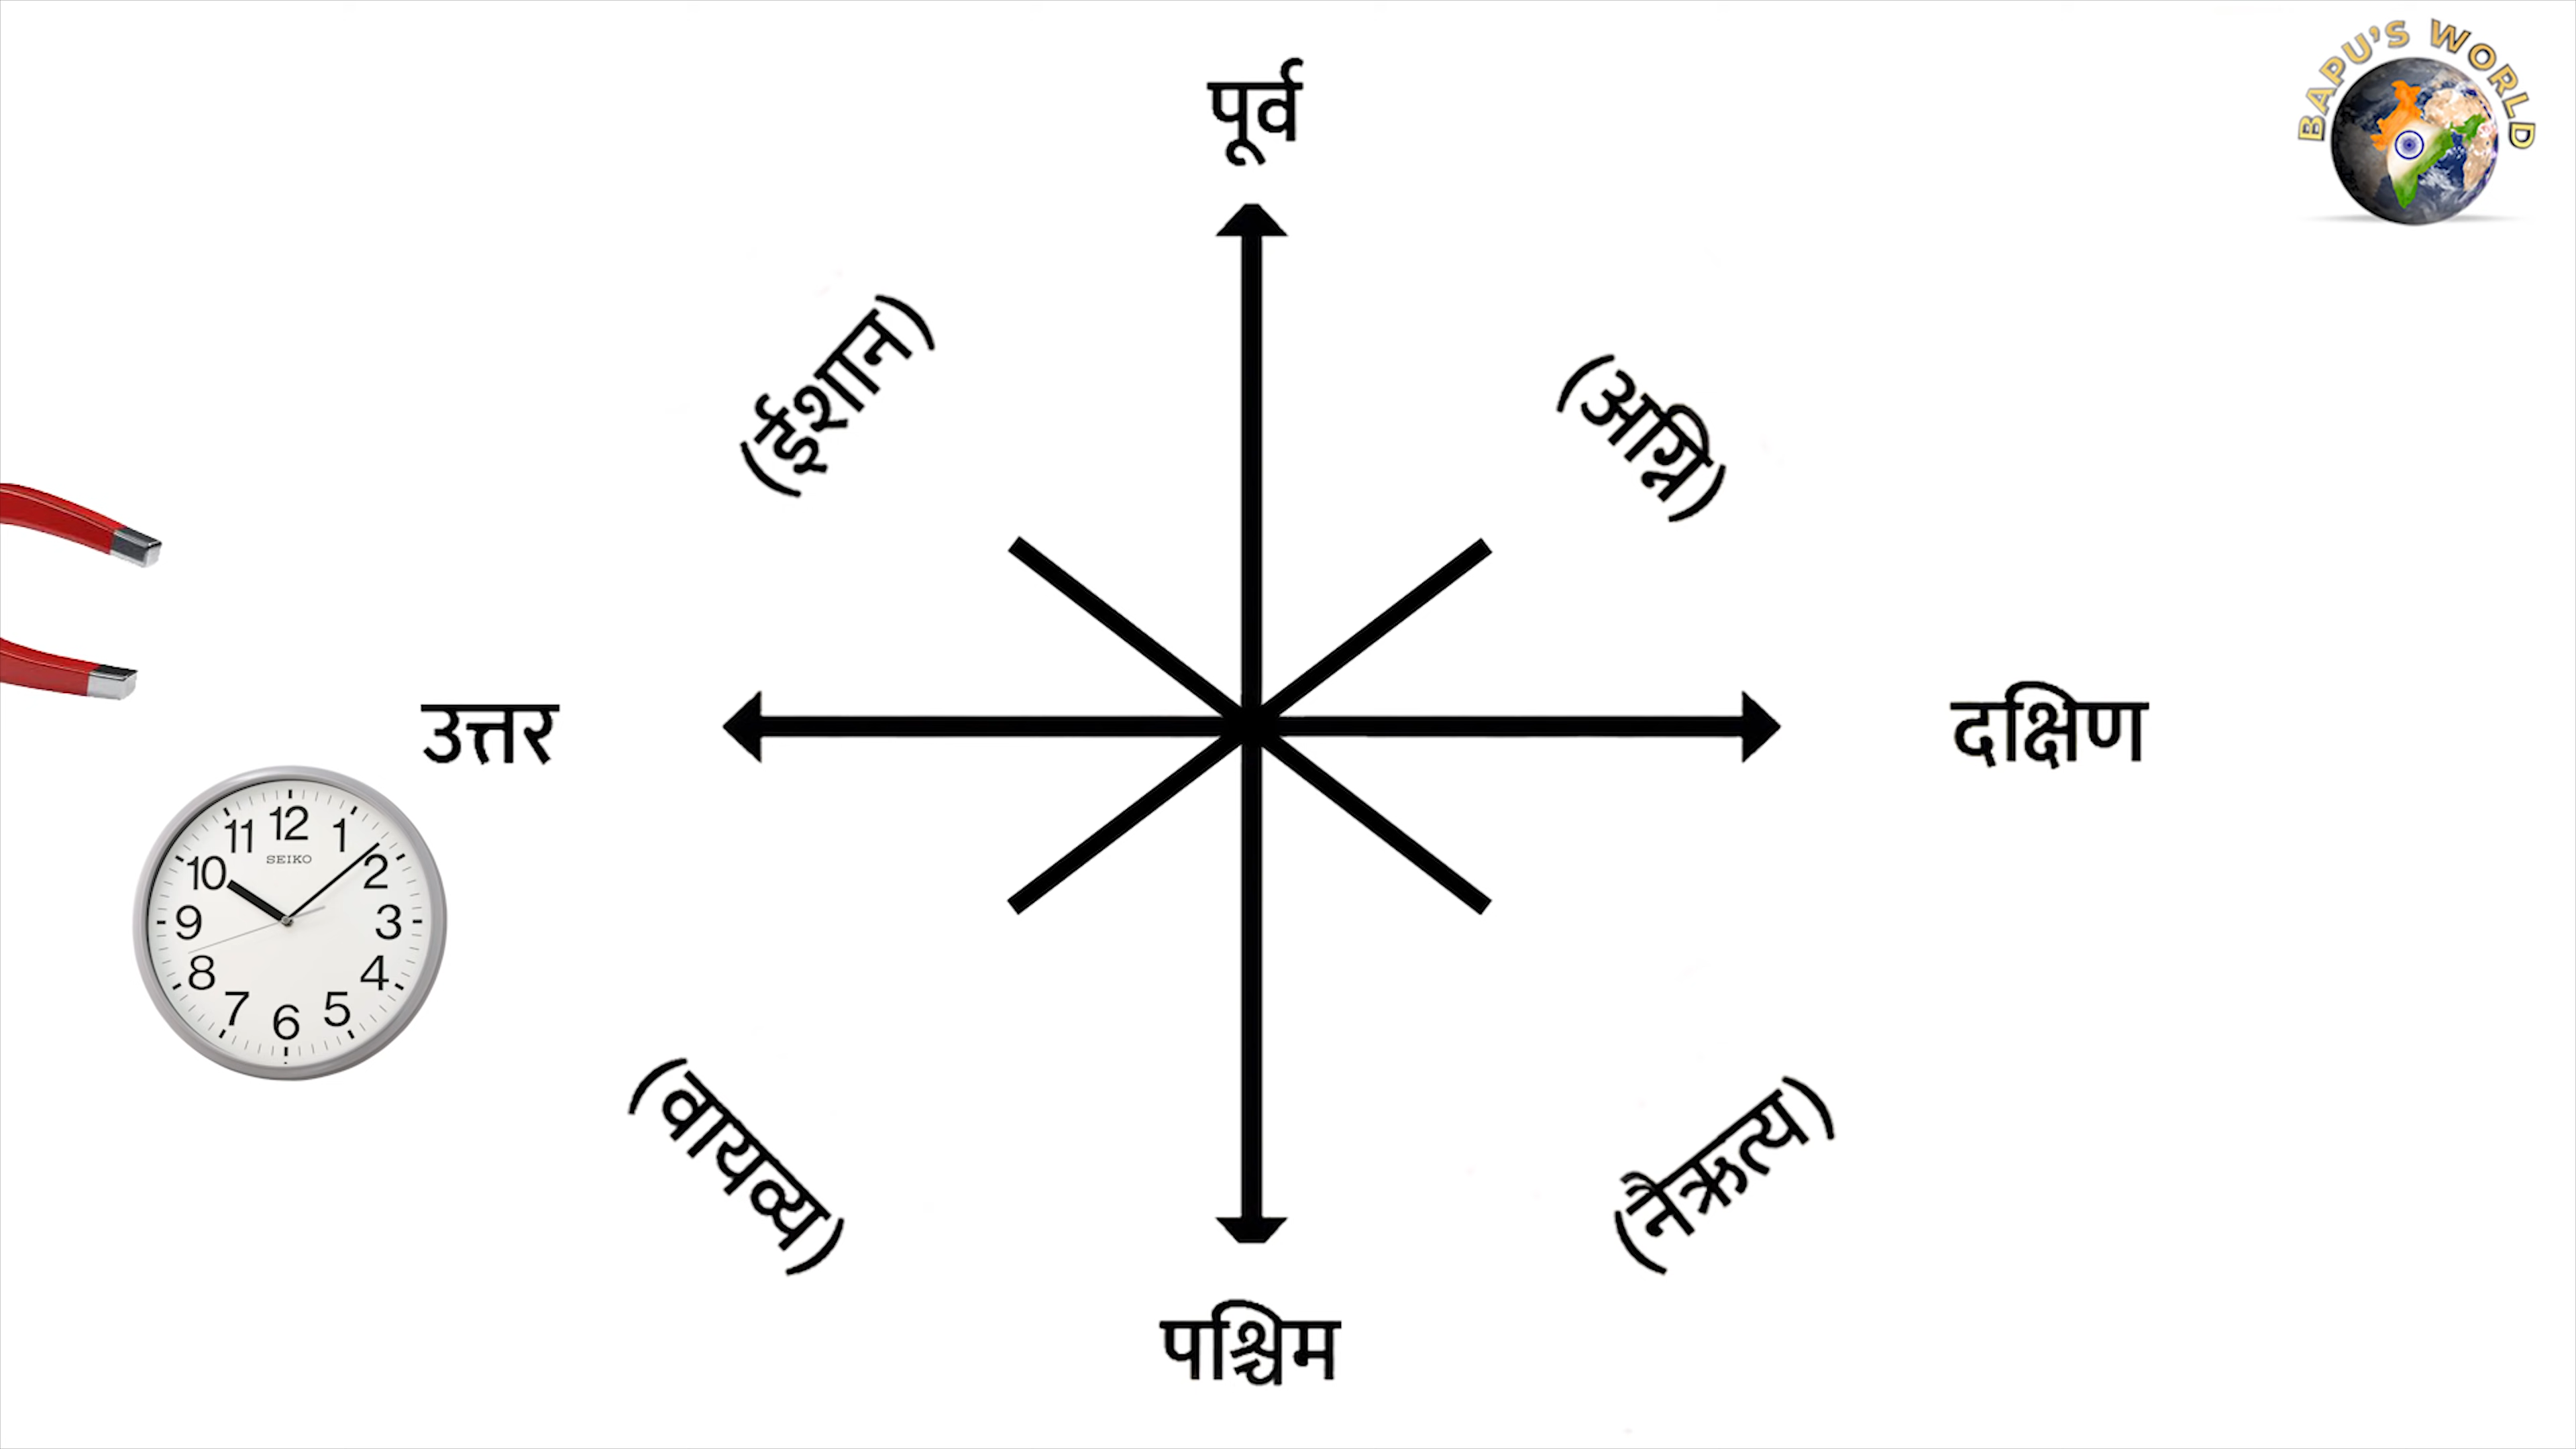 BAPU'S WORLD
पूर्व
(ईशान)
(अग्नि)
उत्तर
दक्षिण
12
1
2
3
4
5
6
7
8
9
10
11
SEIKO
(वायव्य)
(नैऋत्य)
पश्चिम